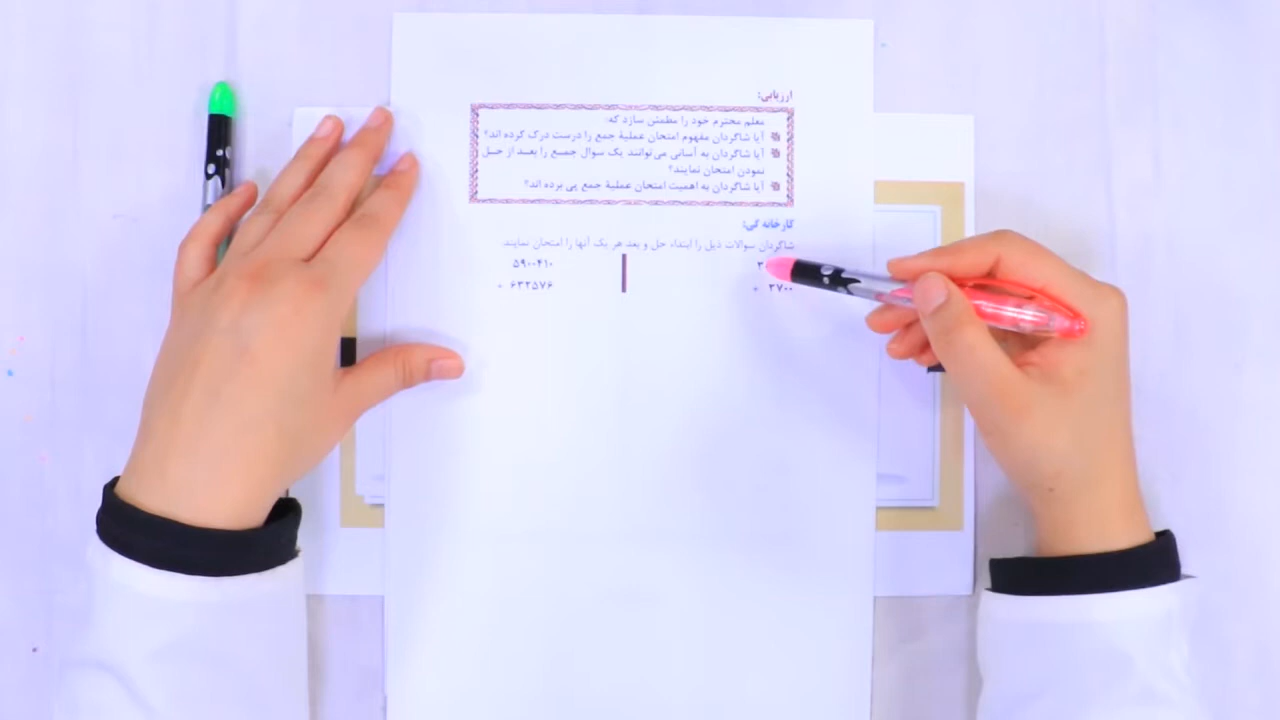 ارزیابی:
معلم محترم خود را مطمئن سازد که:
آیا شاگردان مفهوم امتحان عملیهٔ جمع را درست درک کرده اند؟
آیا شاگردان به آسانی می‌توانند یک سوال جمع را بعد از حل
نمودن امتحان نمایند؟
آیا شاگردان به اهمیت امتحان عملیهٔ جمع پی برده اند؟
کارخانه گی:
شاگردان سوالات ذیل را ابتداء حل و بعد هر یک آنها را امتحان نمایند.
۵۹۰۰۴۱۰
۲۷۰۰ + ۶۳۲۵۷۶ +